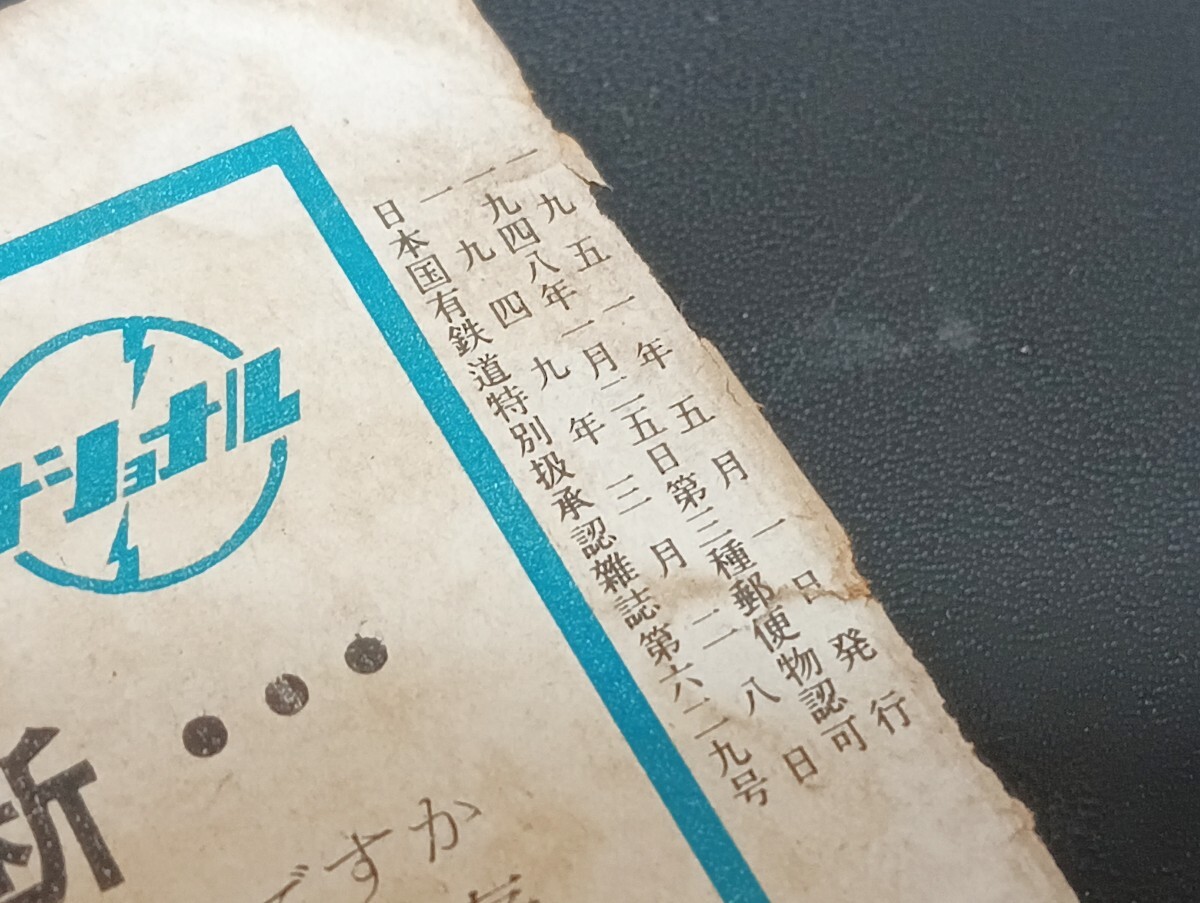 一九五一年五月一日発行
一九四八年一月二五日第三種郵便物認可
一九四九年三月二八日
日本国有鉄道特別扱承認雑誌第六二九号
ナショナル
断・・・
ですか